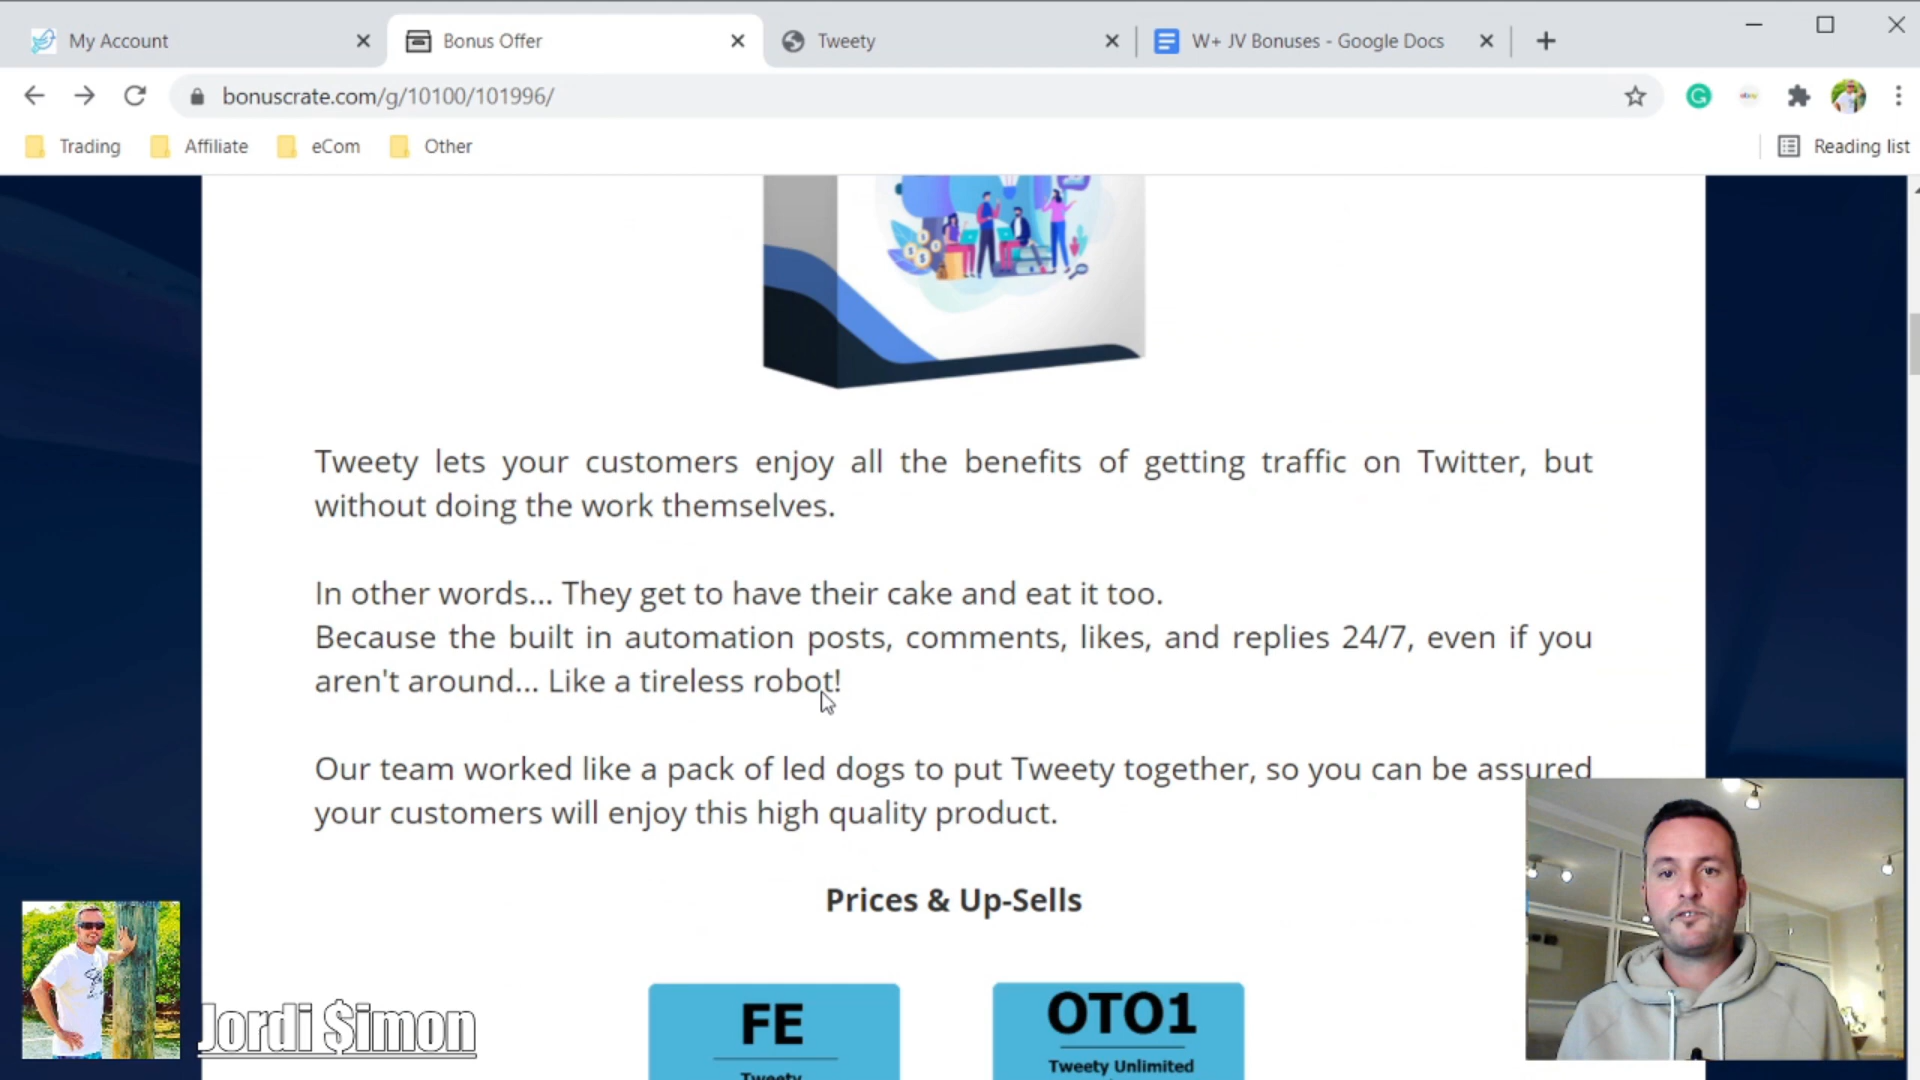 My Account
Bonus Offer
Tweety
W+ JV Bonuses - Google Docs
bonuscrate.com/g/10100/101996/
Trading
Affiliate
eCom
Other
Reading list
Tweety lets your customers enjoy all the benefits of getting traffic on Twitter, but
without doing the work themselves.
In other words... They get to have their cake and eat it too.
Because the built in automation posts, comments, likes, and replies 24/7, even if you
aren't around... Like a tireless robot!
Our team worked like a pack of led dogs to put Tweety together, so you can be assured
your customers will enjoy this high quality product.
Prices & Up-Sells
FE
Tweety
OTO1
Tweety Unlimited
Jordi $imon